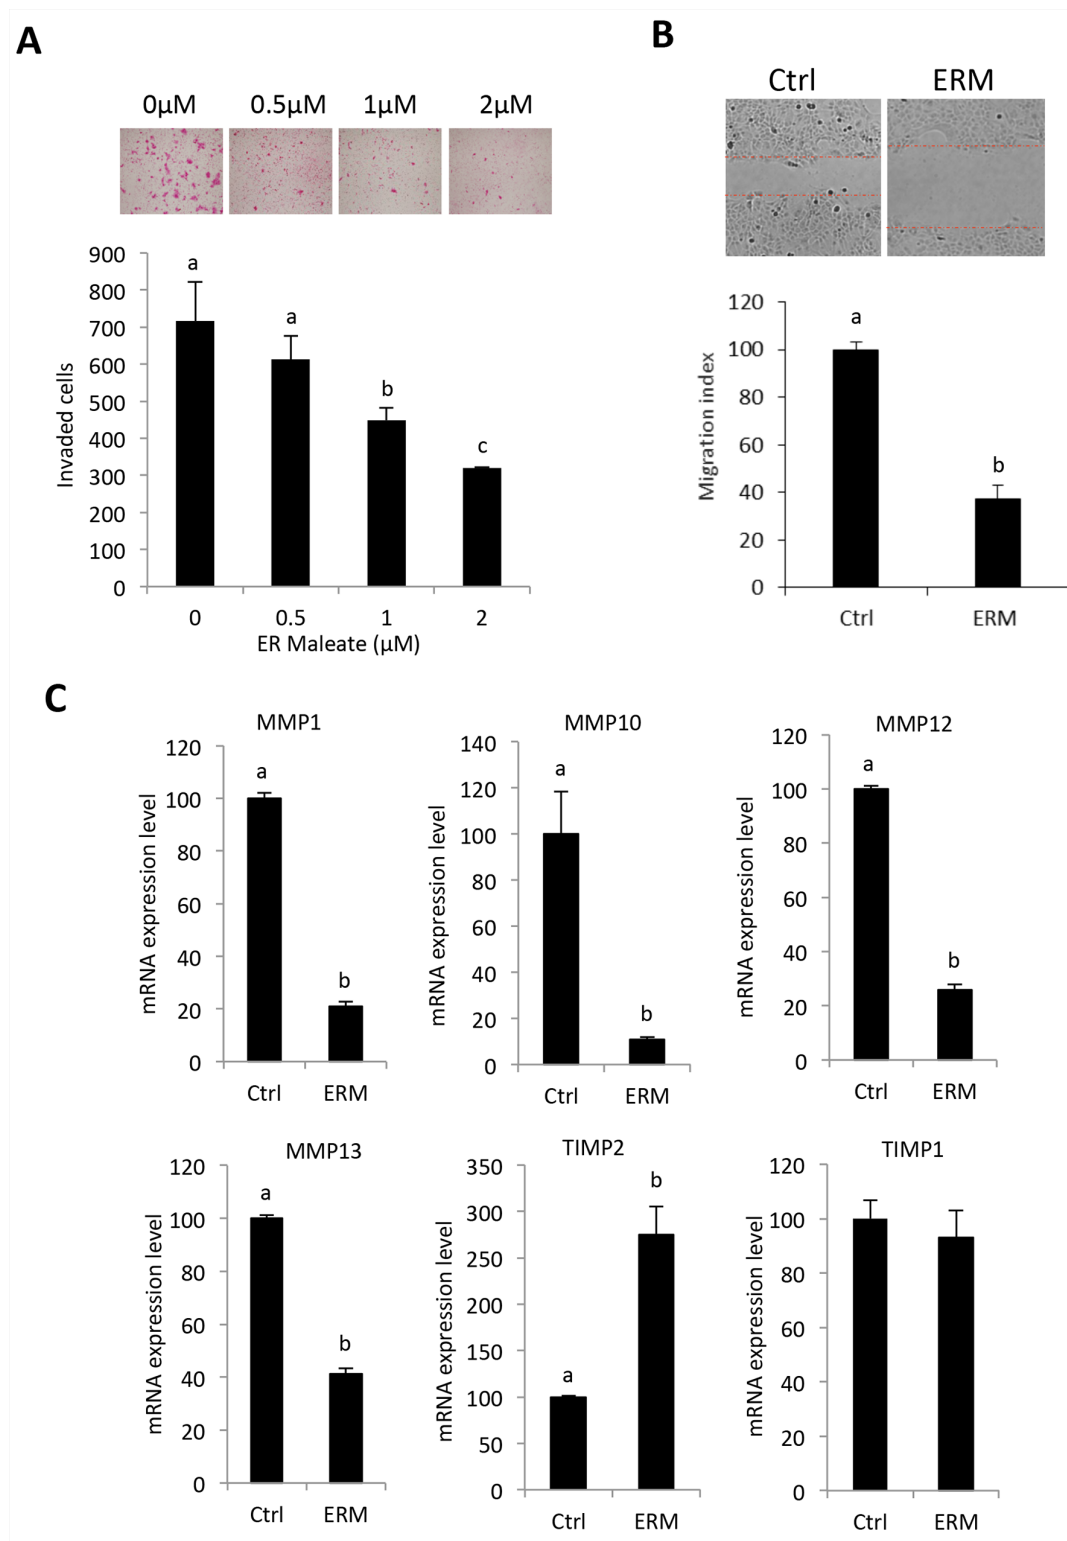 A
0µM 0.5µM 1µM 2µM
900
800
700
600
500
400
300
200
100
0
Invaded cells
a
a
b
c
0 0.5 1 2
ER Maleate (µM)
B
Ctrl ERM
120
100
80
60
40
20
0
Migration index
a
b
Ctrl ERM
C
MMP1
120
100
80
60
40
20
0
mRNA expression level
a
b
Ctrl ERM
MMP10
140
120
100
80
60
40
20
0
mRNA expression level
a
b
Ctrl ERM
MMP12
120
100
80
60
40
20
0
mRNA expression level
a
b
Ctrl ERM
MMP13
120
100
80
60
40
20
0
mRNA expression level
a
b
Ctrl ERM
TIMP2
350
300
250
200
150
100
50
0
mRNA expression level
a
b
Ctrl ERM
TIMP1
120
100
80
60
40
20
0
mRNA expression level
Ctrl ERM